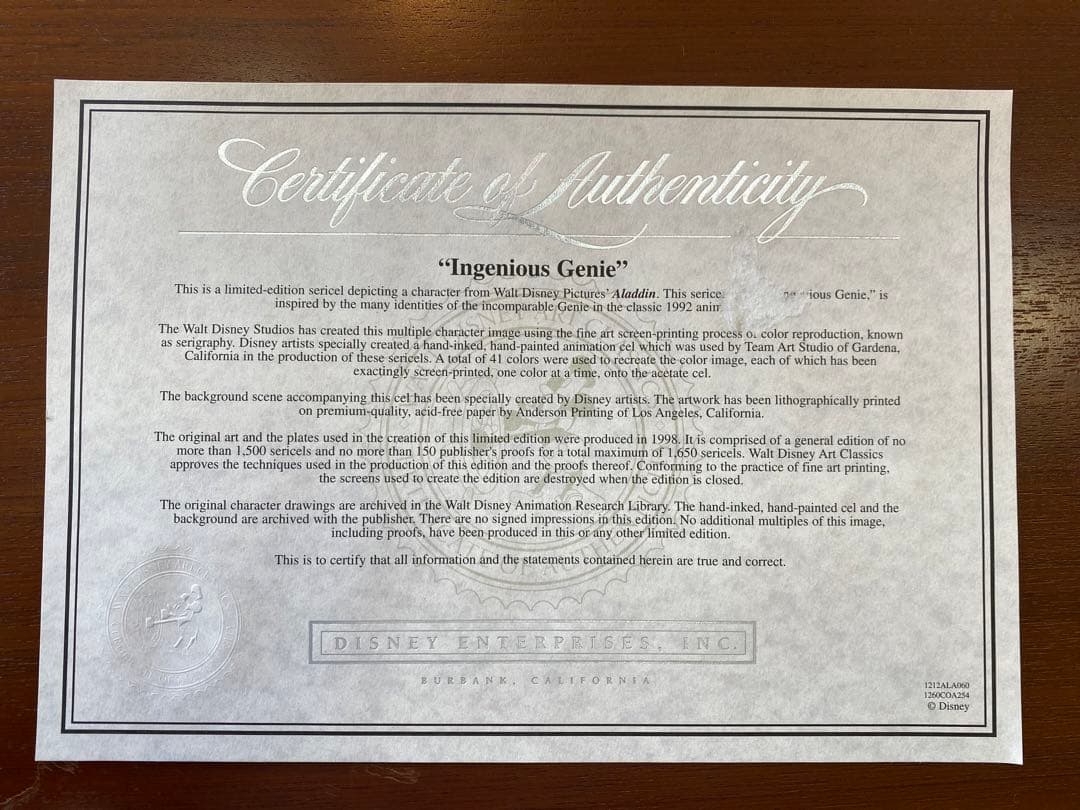 Certificate of Authenticity
“Ingenious Genie”
This is a limited-edition sericel depicting a character from Walt Disney Pictures’ Aladdin. This ious Genie,” is
inspired by the many identities of the incomparable Genie in the classic 1992
The Walt Disney Studios has created this multiple character image using the fine art screen-printing process color reproduction, known
as serigraphy. Disney artists specially created a hand-inked, hand-painted animation cel which was used by Team Art Studio of Gardena,
California in the production of these sericels. A total of 41 colors were used to recreate the color image, each of which has been
exactingly screen-printed, one color at a time, onto the acetate cel.
The background scene accompanying this cel has been specially created by Disney artists. The artwork has been lithographically printed
on premium-quality, acid-free paper by Anderson Printing of Los Angeles, California.
The original art and the plates used in the creation of this limited edition were produced in 1998. It is comprised of a general edition of no
more than 1,500 sericels and no more than 150 publisher's proofs for a total maximum of 1,650 sericels. Walt Disney Art Classics
approves the techniques used in the production of this edition and the proofs thereof. Conforming to the practice of fine art printing,
the screens used to create the edition are destroyed when the edition is closed.
The original character drawings are archived in the Walt Disney Animation Research Library. The hand-inked, hand-painted cel and the
background are archived with the publisher. There are no signed impressions in this edition. No additional multiples of this image,
including proofs, have been produced in this or any other limited edition.
This is to certify that all information and the statements contained herein are true and correct.
DISNEY ENTERPRISES, INC.
BURBANK, CALIFORNIA
1212ALA060
1260COA254
© Disney